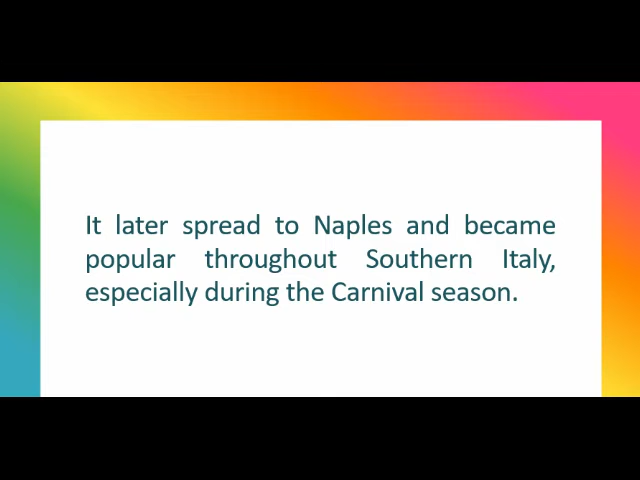 It later spread to Naples and became
popular throughout Southern Italy,
especially during the Carnival season.